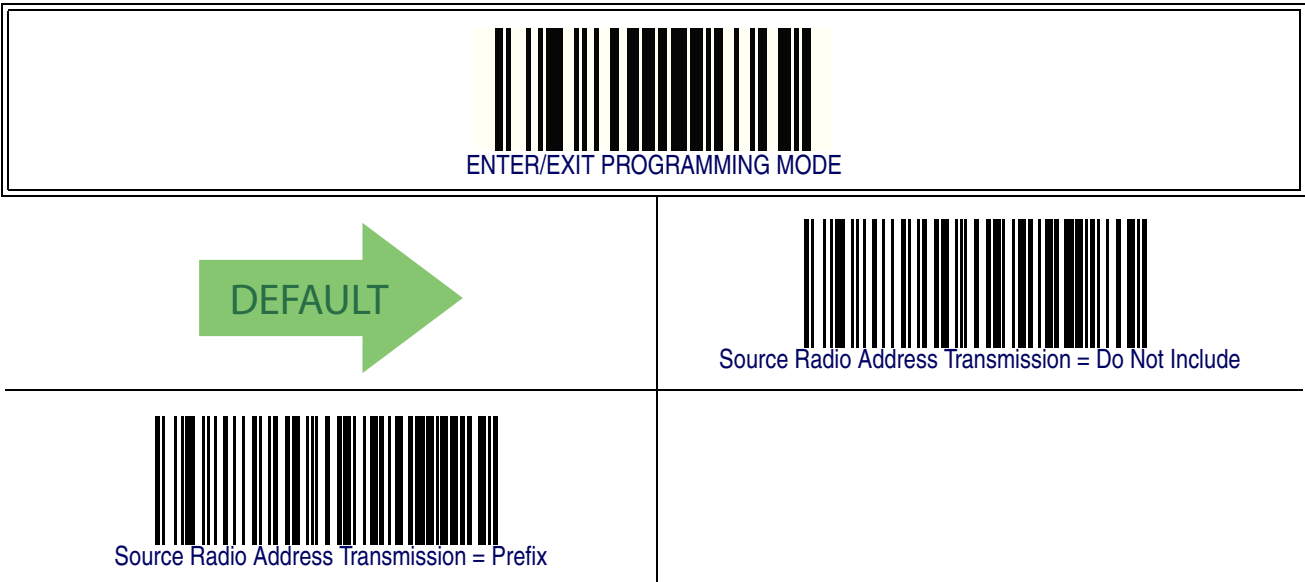 ENTER/EXIT PROGRAMMING MODE
DEFAULT
Source Radio Address Transmission = Do Not Include
Source Radio Address Transmission = Prefix